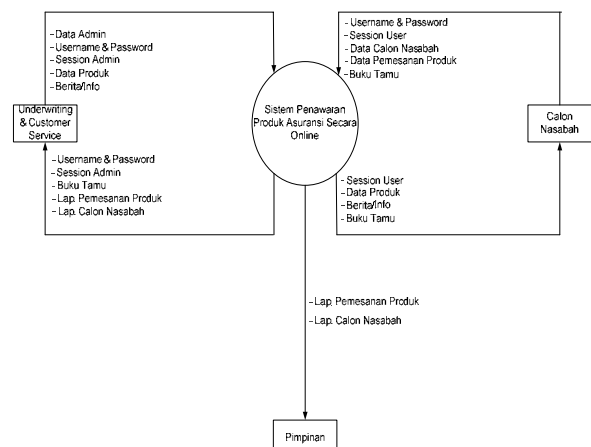 - Data Admin
- Username & Password
- Session Admin
- Data Produk
- Berita/Info
- Username & Password
- Session User
- Data Calon Nasabah
- Data Pemesanan Produk
- Buku Tamu
Underwriting
& Customer
Service
Sistem Penawaran
Produk Asuransi Secara
Online
Calon
Nasabah
- Username & Password
- Session Admin
- Buku Tamu
- Lap. Pemesanan Produk
- Lap. Calon Nasabah
- Session User
- Data Produk
- Berita/Info
- Buku Tamu
- Lap. Pemesanan Produk
- Lap. Calon Nasabah
Pimpinan